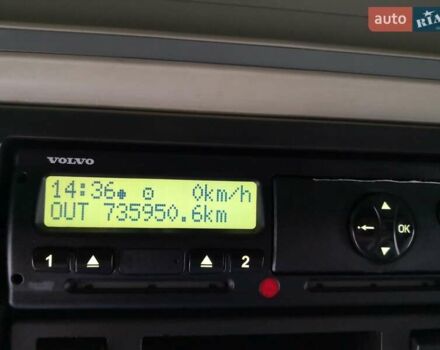 auto RIA
VOLVO
14:36 0km/h
OUT 735950.6km
1 2
OK